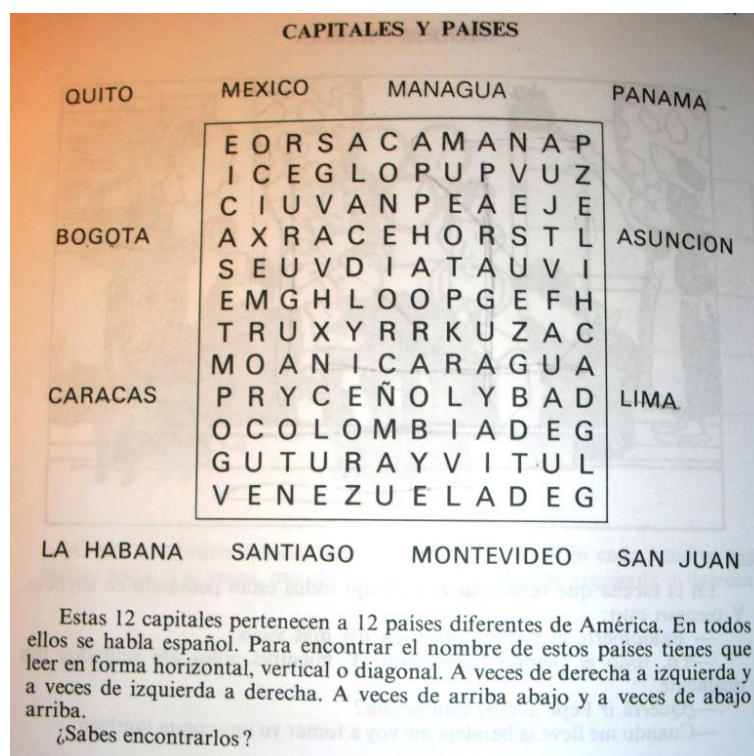 CAPITALES Y PAISES
QUITO MEXICO MANAGUA PANAMA
E O R S A C A M A N A P
I C E G L O P U P V U Z
C I U V A N P E A E J E
BOGOTA A X R A C E H O R S T L ASUNCION
S E U V D I A T A U V I
E M G H L O O P G E F H
T R U X Y R R K U Z A C
M O A N I C A R A G U A
CARACAS P R Y C E Ñ O L Y B A D LIMA
O C O L O M B I A D E G
G U T U R A Y V I T U L
V E N E Z U E L A D E G
LA HABANA SANTIAGO MONTEVIDEO SAN JUAN
Estas 12 capitales pertenecen a 12 países diferentes de América. En todos
ellos se habla español. Para encontrar el nombre de estos países tienes que
leer en forma horizontal, vertical o diagonal. A veces de derecha a izquierda y
a veces de izquierda a derecha. A veces de arriba abajo y a veces de abajo
arriba.
¿Sabes encontrarlos?